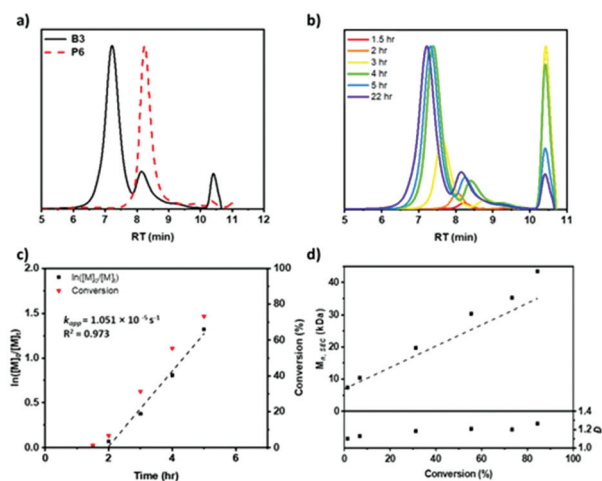 a)
B3
P6
5 6 7 8 9 10 11 12
RT (min)
b)
1.5 hr
2 hr
3 hr
4 hr
5 hr
22 hr
5 6 7 8 9 10 11
RT (min)
c)
2.0
1.5
1.0
0.5
0.0
ln([M]₀/[M]ₜ)
ln([M]₀/[M]ₜ)
Conversion
k_app = 1.051 × 10⁻⁵ s⁻¹
R² = 0.973
100
80
60
40
20
0
Conversion (%)
0 2 4 6
Time (hr)
d)
40
30
20
10
0
Mn, SEC (kDa)
1.4
1.2
1.0
Đ
0 20 40 60 80 100
Conversion (%)